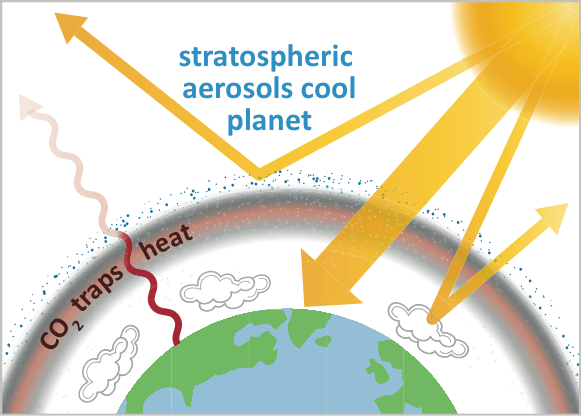 stratospheric
aerosols cool
planet
CO2 traps heat